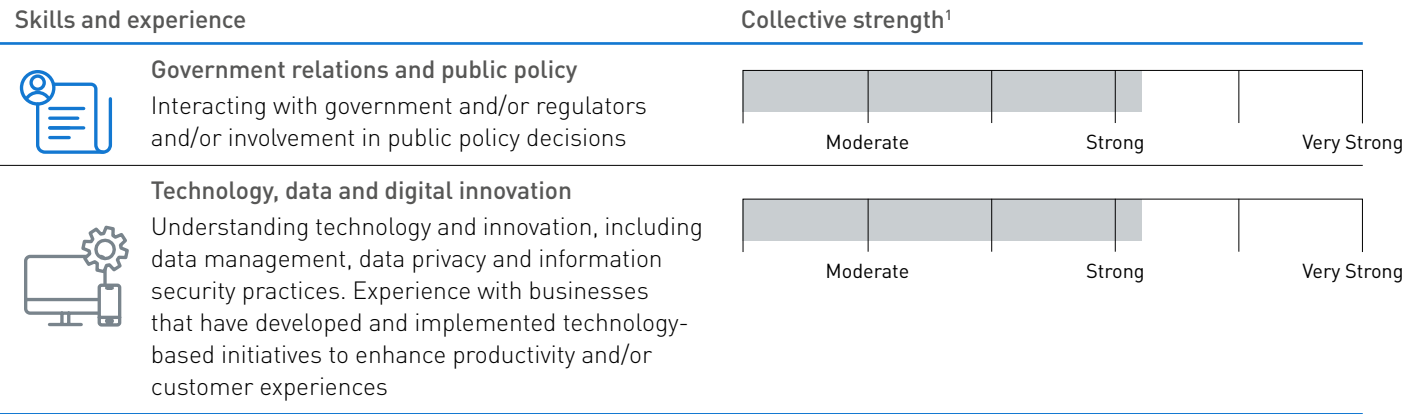 Skills and experience
Collective strength¹
Government relations and public policy
Interacting with government and/or regulators
and/or involvement in public policy decisions
Moderate Strong Very Strong
Technology, data and digital innovation
Understanding technology and innovation, including
data management, data privacy and information
security practices. Experience with businesses
that have developed and implemented technology-
based initiatives to enhance productivity and/or
customer experiences
Moderate Strong Very Strong